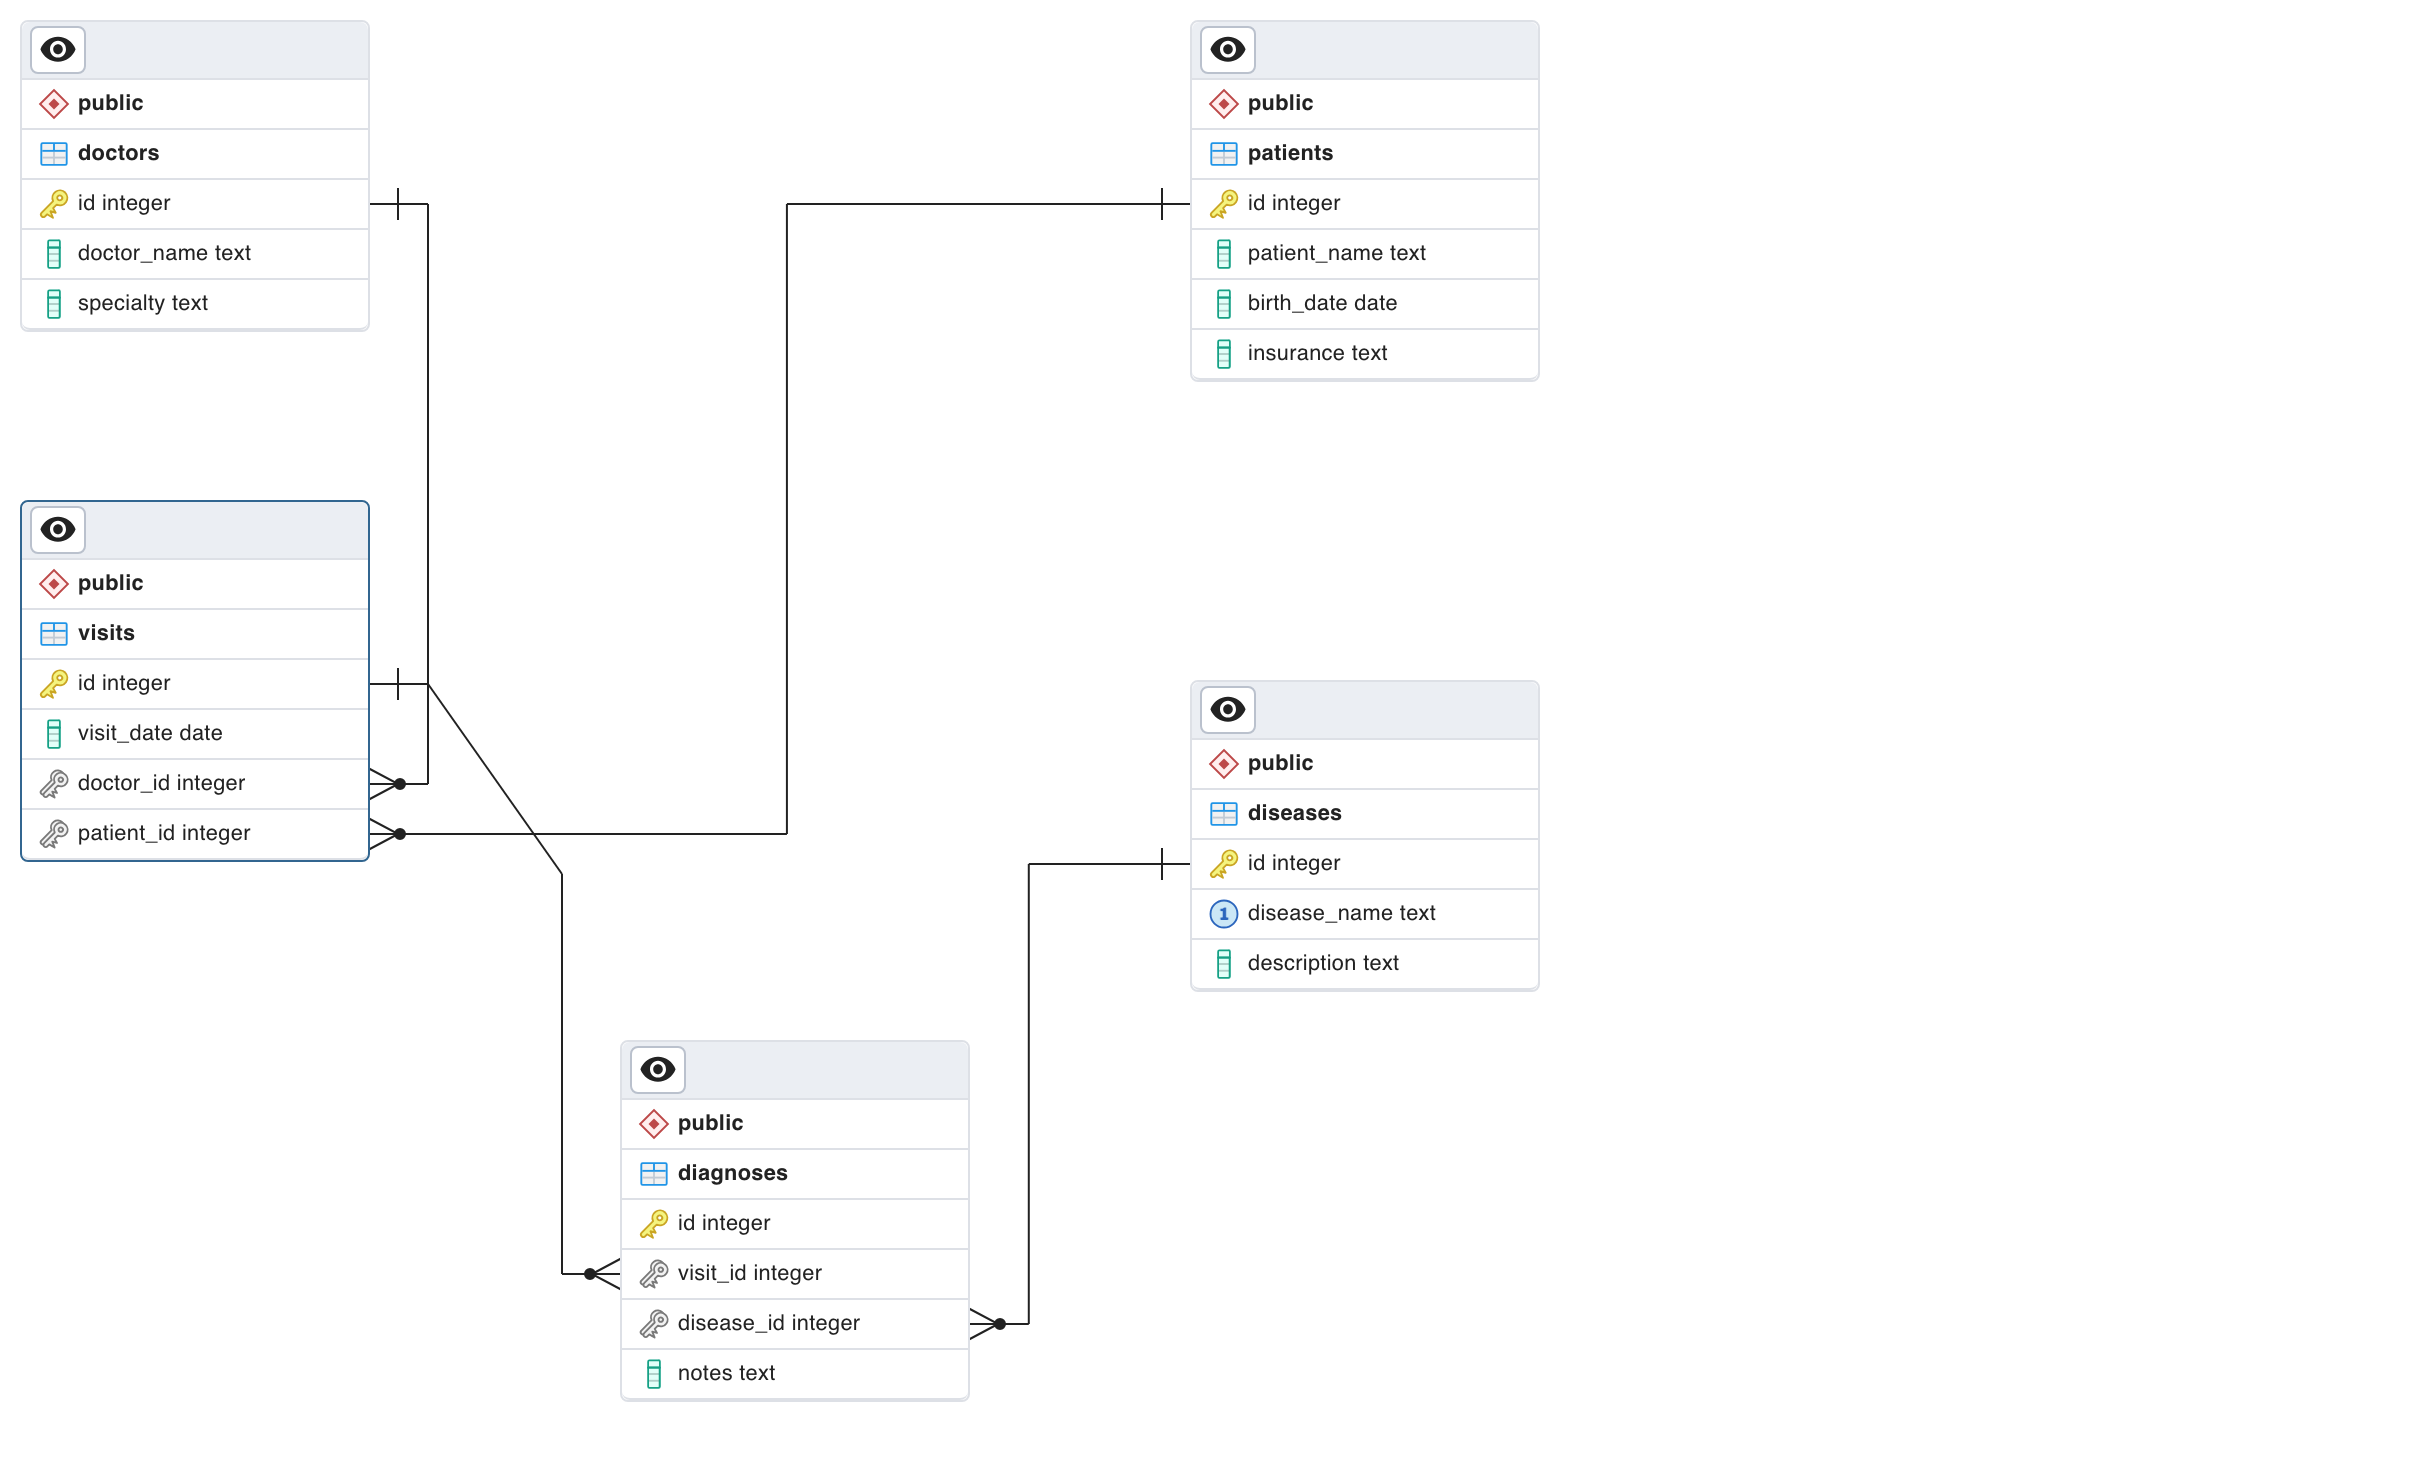 public
doctors
id integer
doctor_name text
specialty text
public
patients
id integer
patient_name text
birth_date date
insurance text
public
visits
id integer
visit_date date
doctor_id integer
patient_id integer
public
diseases
id integer
1 disease_name text
description text
public
diagnoses
id integer
visit_id integer
disease_id integer
notes text